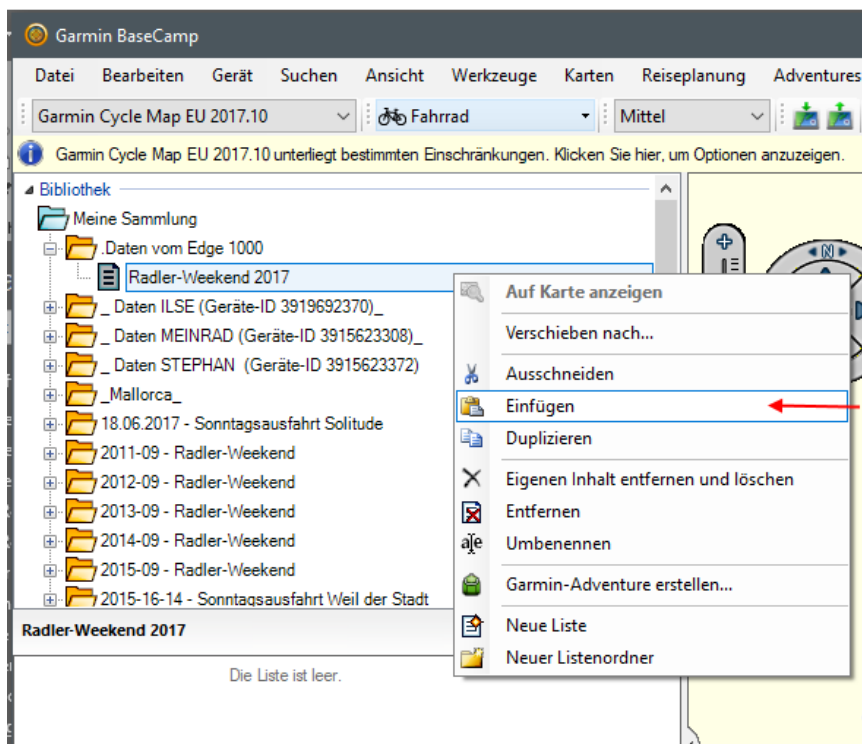 Garmin BaseCamp
Datei Bearbeiten Gerät Suchen Ansicht Werkzeuge Karten Reiseplanung Adventures
Garmin Cycle Map EU 2017.10 Fahrrad Mittel
Garmin Cycle Map EU 2017.10 unterliegt bestimmten Einschränkungen. Klicken Sie hier, um Optionen anzuzeigen.
Bibliothek
Meine Sammlung
.Daten vom Edge 1000
Radler-Weekend 2017
_ Daten ILSE (Geräte-ID 3919692370)_
_ Daten MEINRAD (Geräte-ID 3915623308)_
_ Daten STEPHAN (Geräte-ID 3915623372)
_Mallorca_
18.06.2017 - Sonntagsausfahrt Solitude
2011-09 - Radler-Weekend
2012-09 - Radler-Weekend
2013-09 - Radler-Weekend
2014-09 - Radler-Weekend
2015-09 - Radler-Weekend
2015-16-14 - Sonntagsausfahrt Weil der Stadt
Radler-Weekend 2017
Die Liste ist leer.
N
Auf Karte anzeigen
Verschieben nach...
Ausschneiden
Einfügen
Duplizieren
Eigenen Inhalt entfernen und löschen
Entfernen
Umbenennen
Garmin-Adventure erstellen...
Neue Liste
Neuer Listenordner